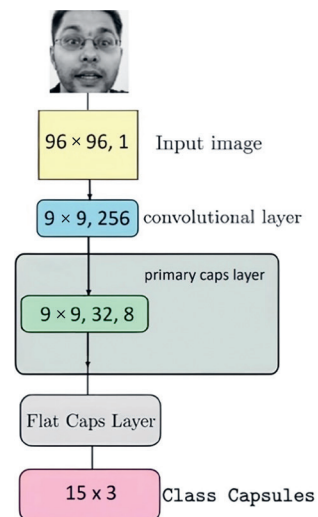 96 × 96, 1 Input image
9 × 9, 256 convolutional layer
primary caps layer
9 × 9, 32, 8
Flat Caps Layer
15 x 3 Class Capsules